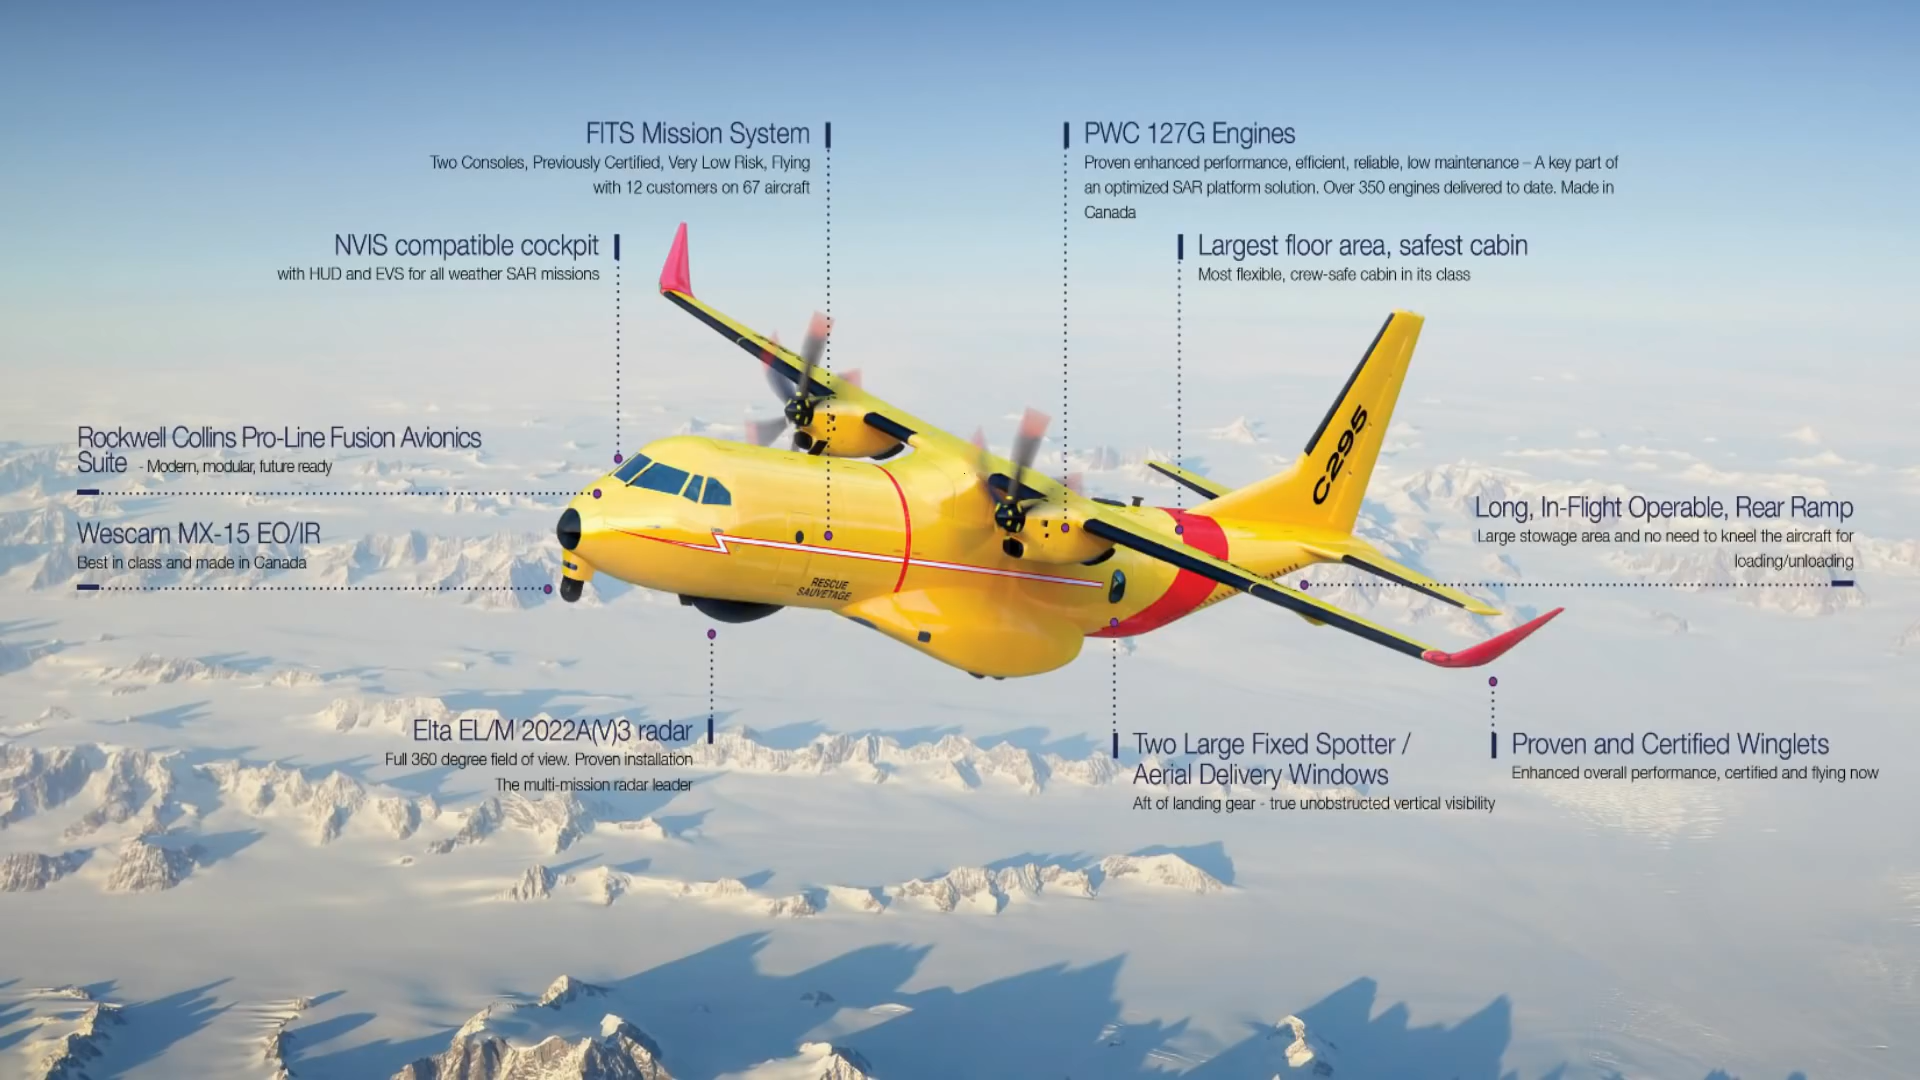 FITS Mission System
Two Consoles, Previously Certified, Very Low Risk, Flying
with 12 customers on 67 aircraft
PWC 127G Engines
Proven enhanced performance, efficient, reliable, low maintenance – A key part of
an optimized SAR platform solution. Over 350 engines delivered to date. Made in
Canada
NVIS compatible cockpit
with HUD and EVS for all weather SAR missions
Largest floor area, safest cabin
Most flexible, crew-safe cabin in its class
C295
Rockwell Collins Pro-Line Fusion Avionics
Suite - Modern, modular, future ready
Wescam MX-15 EO/IR
Best in class and made in Canada
Long, In-Flight Operable, Rear Ramp
Large stowage area and no need to kneel the aircraft for
loading/unloading
RESCUE
SAUVETAGE
Elta EL/M 2022A(V)3 radar
Full 360 degree field of view. Proven installation
The multi-mission radar leader
Two Large Fixed Spotter /
Aerial Delivery Windows
Aft of landing gear - true unobstructed vertical visibility
Proven and Certified Winglets
Enhanced overall performance, certified and flying now